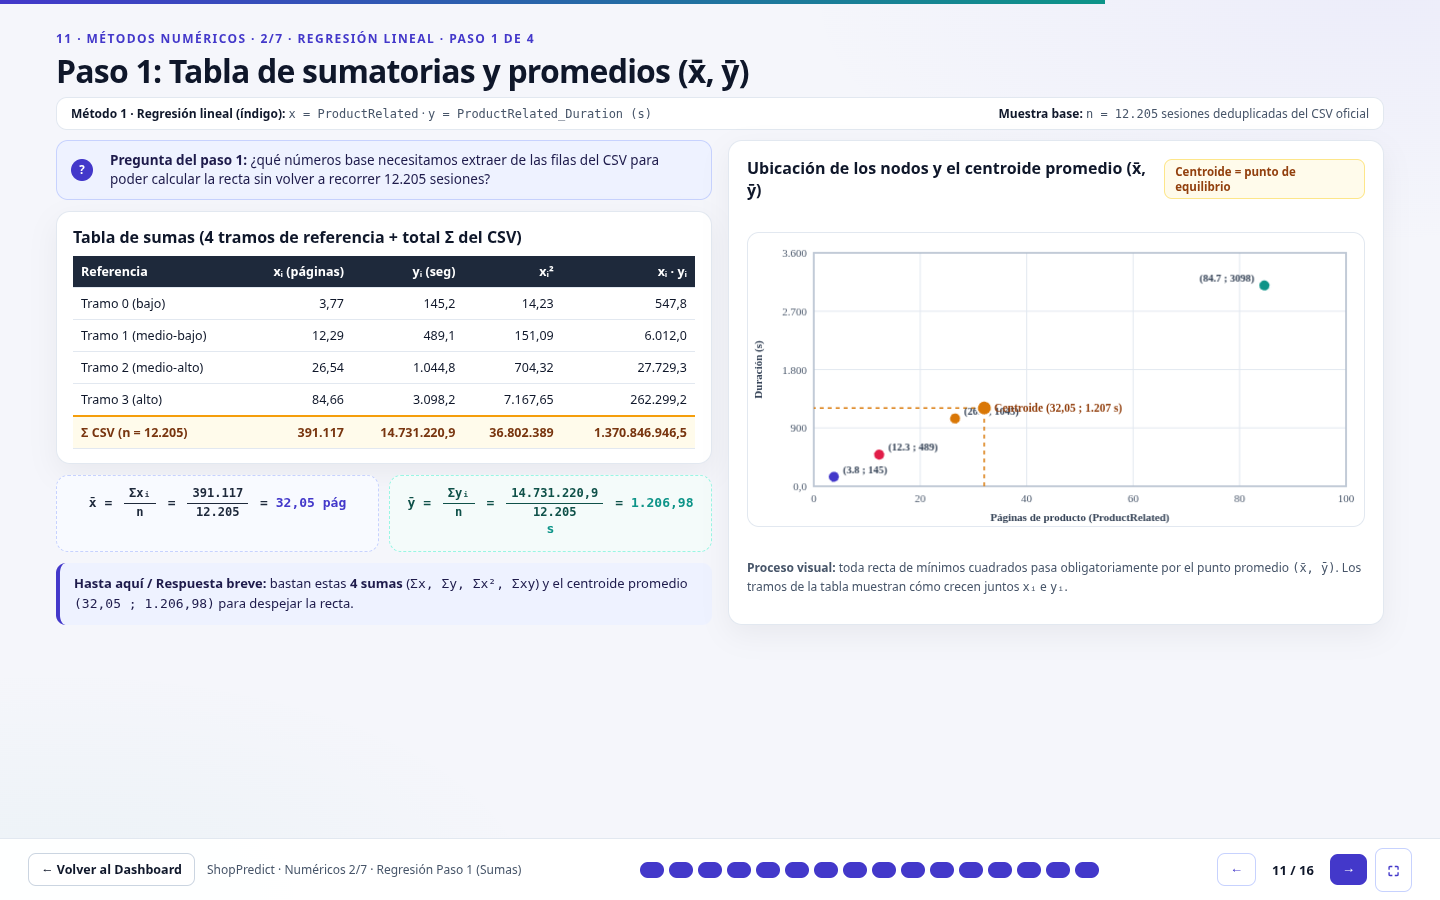 11 · MÉTODOS NUMÉRICOS · 2/7 · REGRESIÓN LINEAL · PASO 1 DE 4
Paso 1: Tabla de sumatorias y promedios (x̄, ȳ)
Método 1 · Regresión lineal (índigo): x = ProductRelated · y = ProductRelated_Duration (s)
Muestra base: n = 12.205 sesiones deduplicadas del CSV oficial
?
Pregunta del paso 1: ¿qué números base necesitamos extraer de las filas del CSV para
poder calcular la recta sin volver a recorrer 12.205 sesiones?
Tabla de sumas (4 tramos de referencia + total Σ del CSV)
Referencia xᵢ (páginas) yᵢ (seg) xᵢ² xᵢ · yᵢ
Tramo 0 (bajo) 3,77 145,2 14,23 547,8
Tramo 1 (medio-bajo) 12,29 489,1 151,09 6.012,0
Tramo 2 (medio-alto) 26,54 1.044,8 704,32 27.729,3
Tramo 3 (alto) 84,66 3.098,2 7.167,65 262.299,2
Σ CSV (n = 12.205) 391.117 14.731.220,9 36.802.389 1.370.846.946,5
x̄ = Σxᵢ / n = 391.117 / 12.205 = 32,05 pág
ȳ = Σyᵢ / n = 14.731.220,9 / 12.205 = 1.206,98
s
Hasta aquí / Respuesta breve: bastan estas 4 sumas (Σx, Σy, Σx², Σxy) y el centroide promedio
(32,05 ; 1.206,98) para despejar la recta.
Ubicación de los nodos y el centroide promedio (x̄,
ȳ)
Centroide = punto de
equilibrio
3.600
2.700
1.800
900
0,0
Duración (s)
(84.7 ; 3098)
Centroide (32,05 ; 1.207 s)
(12.3 ; 489)
(3.8 ; 145)
0 20 40 60 80 100
Páginas de producto (ProductRelated)
Proceso visual: toda recta de mínimos cuadrados pasa obligatoriamente por el punto promedio (x̄, ȳ). Los
tramos de la tabla muestran cómo crecen juntos xᵢ e yᵢ.
← Volver al Dashboard
ShopPredict · Numéricos 2/7 · Regresión Paso 1 (Sumas)
←
11 / 16
→